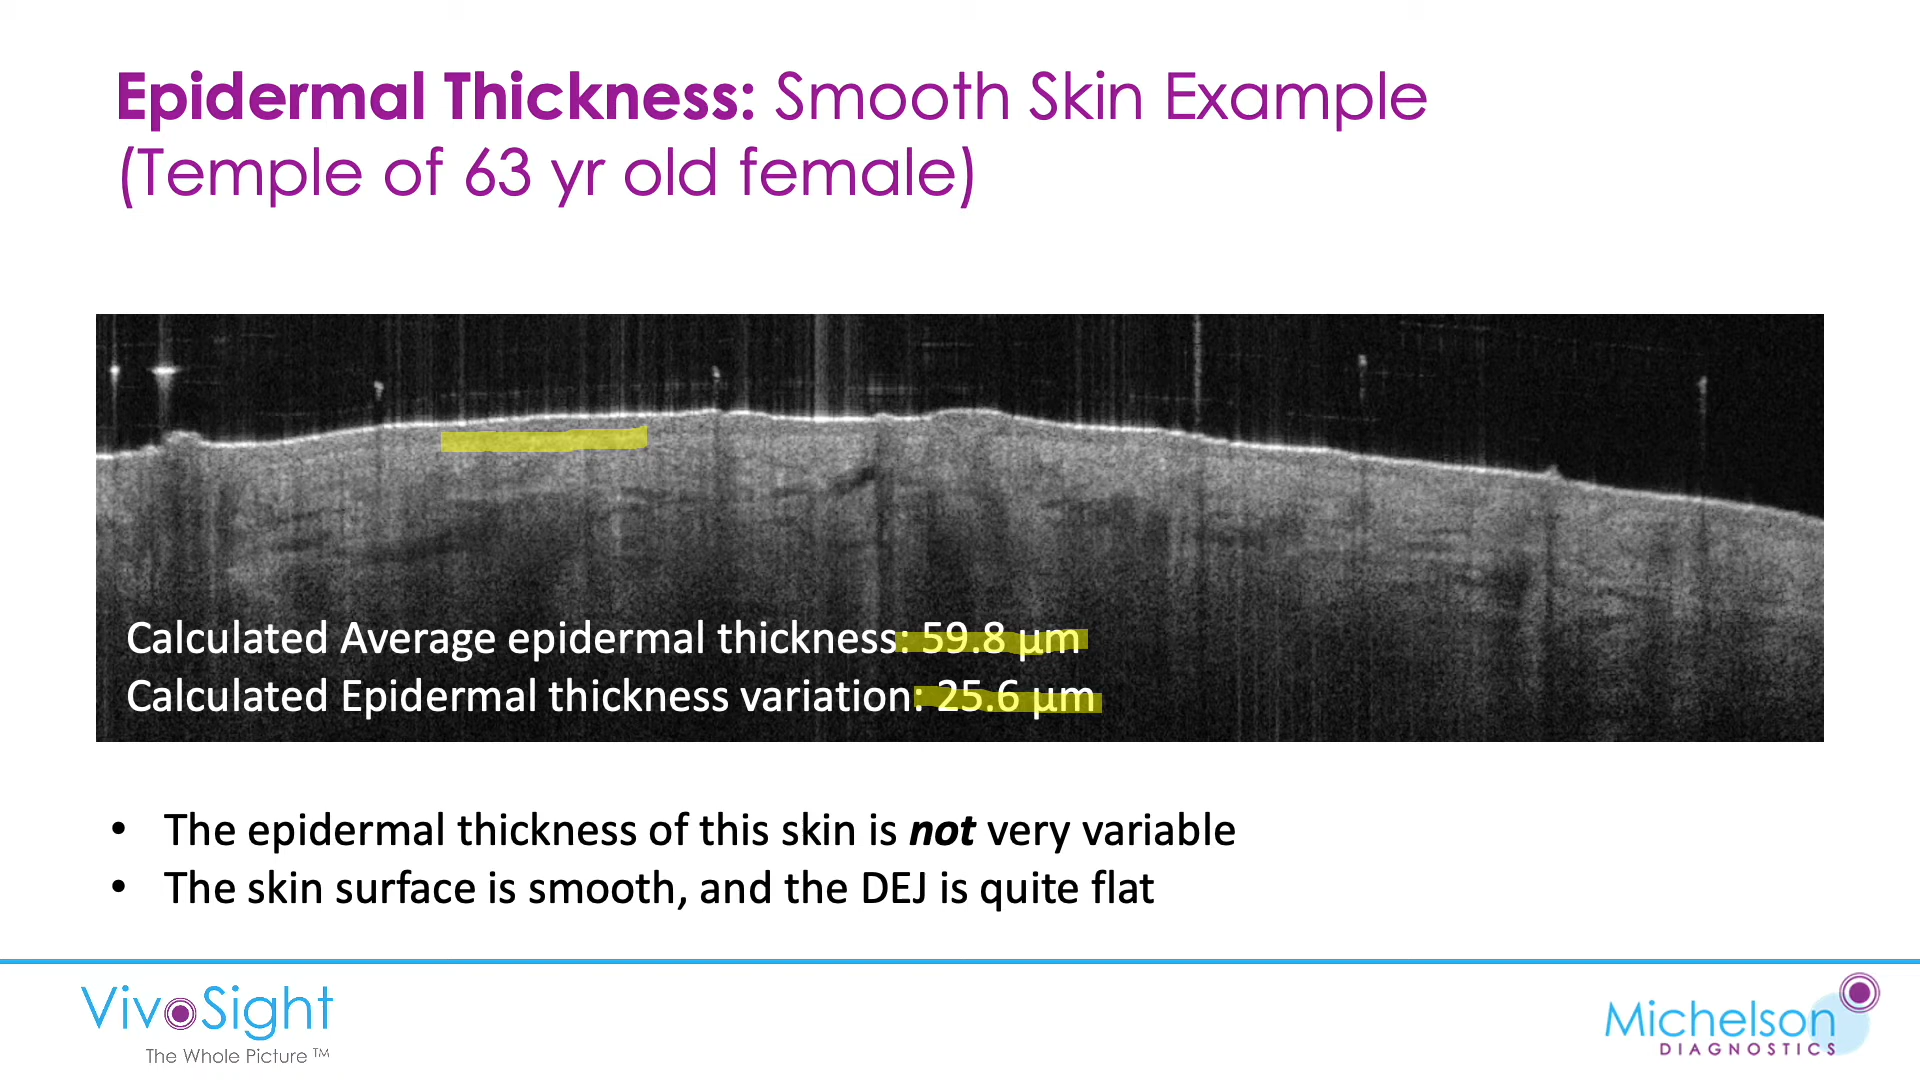 Epidermal Thickness: Smooth Skin Example
(Temple of 63 yr old female)
Calculated Average epidermal thickness: 59.8 µm
Calculated Epidermal thickness variation: 25.6 µm
• The epidermal thickness of this skin is not very variable
• The skin surface is smooth, and the DEJ is quite flat
VivoSight
The Whole Picture ™
Michelson
DIAGNOSTICS